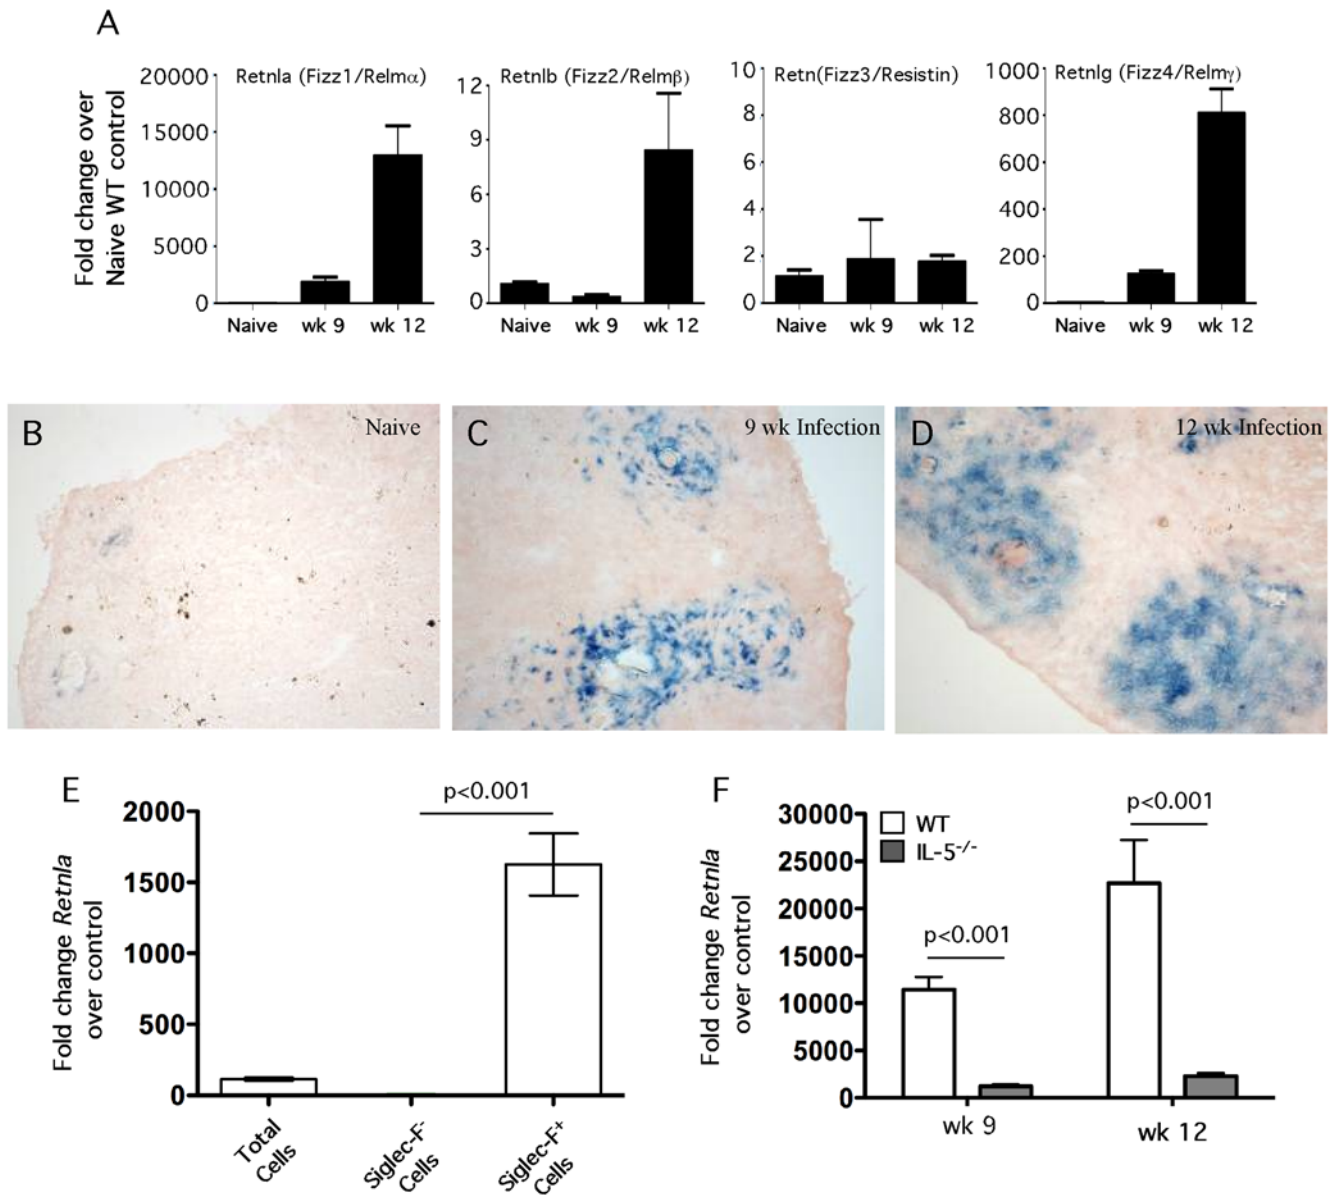 A
Fold change over
Naive WT control
Retnla (Fizz1/Relmα)
20000
15000
10000
5000
0
Naive wk 9 wk 12
Retnlb (Fizz2/Relmβ)
12
9
6
3
0
Naive wk 9 wk 12
Retn(Fizz3/Resistin)
10
8
6
4
2
0
Naive wk 9 wk 12
Retnlg (Fizz4/Relmγ)
1000
800
600
400
200
0
Naive wk 9 wk 12
B
Naive
C
9 wk Infection
D
12 wk Infection
E
Fold change Retnla
over control
2000
1500
1000
500
0
p<0.001
Total
Cells
Siglec-F-
Cells
Siglec-F+
Cells
F
Fold change Retnla
over control
30000
25000
20000
15000
10000
5000
0
WT
IL-5-/-
p<0.001
p<0.001
wk 9
wk 12